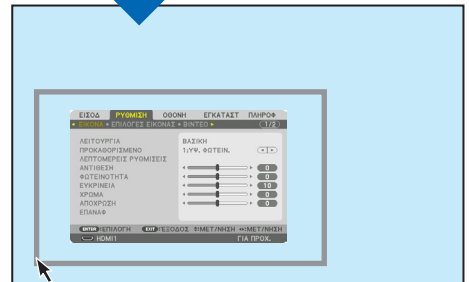 ΕΙΣΟΔ ΡΥΘΜΙΣΗ ΟΘΟΝΗ ΕΓΚΑΤΑΣΤ ΠΛΗΡΟΦ
• ΕΙΚΟΝΑ • ΕΠΙΛΟΓΕΣ ΕΙΚΟΝΑΣ • ΒΙΝΤΕΟ • 1/2
ΛΕΙΤΟΥΡΓΙΑ ΒΑΣΙΚΗ
ΠΡΟΚΑΘΟΡΙΣΜΕΝΟ 1:ΥΨ. ΦΩΤΕΙΝ.
ΛΕΠΤΟΜΕΡΕΙΣ ΡΥΘΜΙΣΕΙΣ
ΑΝΤΙΘΕΣΗ 0
ΦΩΤΕΙΝΟΤΗΤΑ 0
ΕΥΚΡΙΝΕΙΑ 10
ΧΡΩΜΑ 0
ΑΠΟΧΡΩΣΗ 0
ΕΠΑΝΑΦ
ENTER:ΕΠΙΛΟΓΗ EXIT:ΕΞΟΔΟΣ ↕:ΜΕΤ/ΝΗΣΗ ↔:ΜΕΤ/ΝΗΣΗ
HDMI1 ΓΙΑ ΠΡΟΧ.